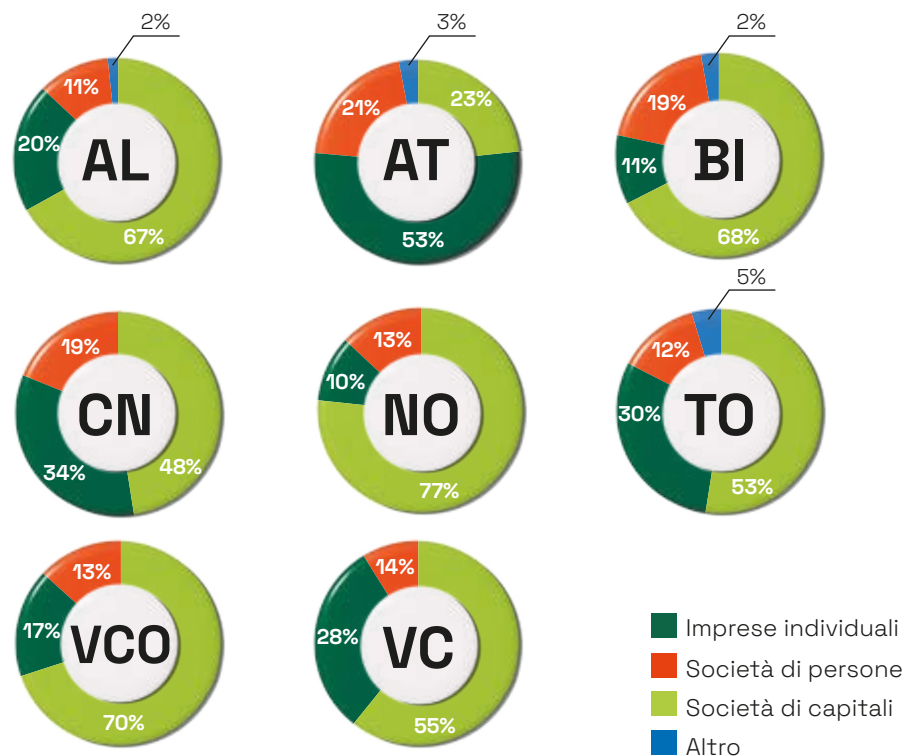 2%
3%
2%
11%
20%
AL
67%
21%
23%
AT
53%
19%
11%
BI
68%
5%
19%
CN
34%
48%
13%
10%
NO
77%
12%
30%
TO
53%
13%
17%
VCO
70%
14%
28%
VC
55%
Imprese individuali
Società di persone
Società di capitali
Altro